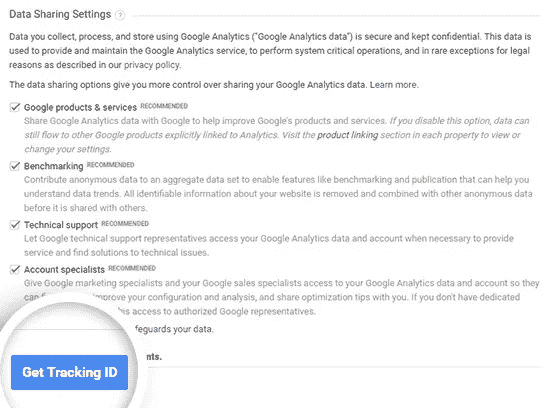 Data Sharing Settings ?
Data you collect, process, and store using Google Analytics ("Google Analytics data") is secure and kept confidential. This data is
used to provide and maintain the Google Analytics service, to perform system critical operations, and in rare exceptions for legal
reasons as described in our privacy policy.
The data sharing options give you more control over sharing your Google Analytics data. Learn more.
Google products & services RECOMMENDED
Share Google Analytics data with Google to help improve Google's products and services. If you disable this option, data can
still flow to other Google products explicitly linked to Analytics. Visit the product linking section in each property to view or
change your settings.
Benchmarking RECOMMENDED
Contribute anonymous data to an aggregate data set to enable features like benchmarking and publication that can help you
understand data trends. All identifiable information about your website is removed and combined with other anonymous data
before it is shared with others.
Technical support RECOMMENDED
Let Google technical support representatives access your Google Analytics data and account when necessary to provide
service and find solutions to technical issues.
Account specialists RECOMMENDED
Give Google marketing specialists and your Google sales specialists access to your Google Analytics data and account so they
can improve your configuration and analysis, and share optimization tips with you. If you don't have dedicated
access to authorized Google representatives.
feguards your data.
nts.
Get Tracking ID